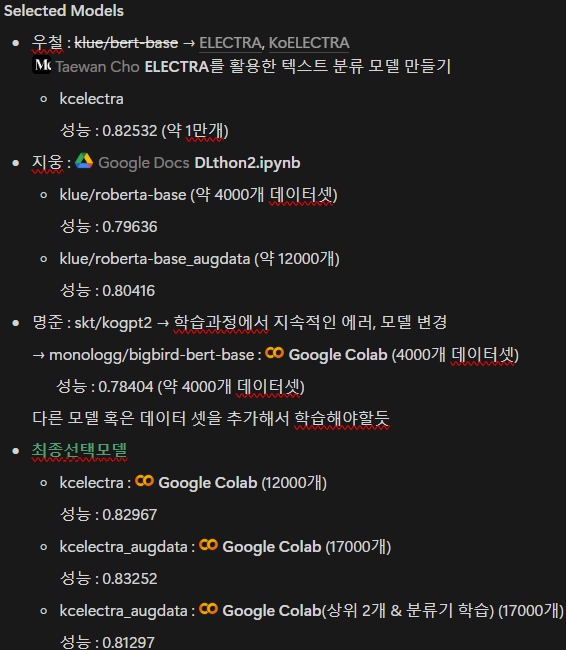 Selected Models
우철 : klue/bert-base → ELECTRA, KoELECTRA
Taewan Cho ELECTRA를 활용한 텍스트 분류 모델 만들기
kcelectra
성능 : 0.82532 (약 1만개)
지웅 : Google Docs DLthon2.ipynb
klue/roberta-base (약 4000개 데이터셋)
성능 : 0.79636
klue/roberta-base_augdata (약 12000개)
성능 : 0.80416
명준 : skt/kogpt2 → 학습과정에서 지속적인 에러, 모델 변경
→ monologg/bigbird-bert-base : Google Colab (4000개 데이터셋)
성능 : 0.78404 (약 4000개 데이터셋)
다른 모델 혹은 데이터 셋을 추가해서 학습해야할듯
최종선택모델
kcelectra : Google Colab (12000개)
성능 : 0.82967
kcelectra_augdata : Google Colab (17000개)
성능 : 0.83252
kcelectra_augdata : Google Colab(상위 2개 & 분류기 학습) (17000개)
성능 : 0.81297